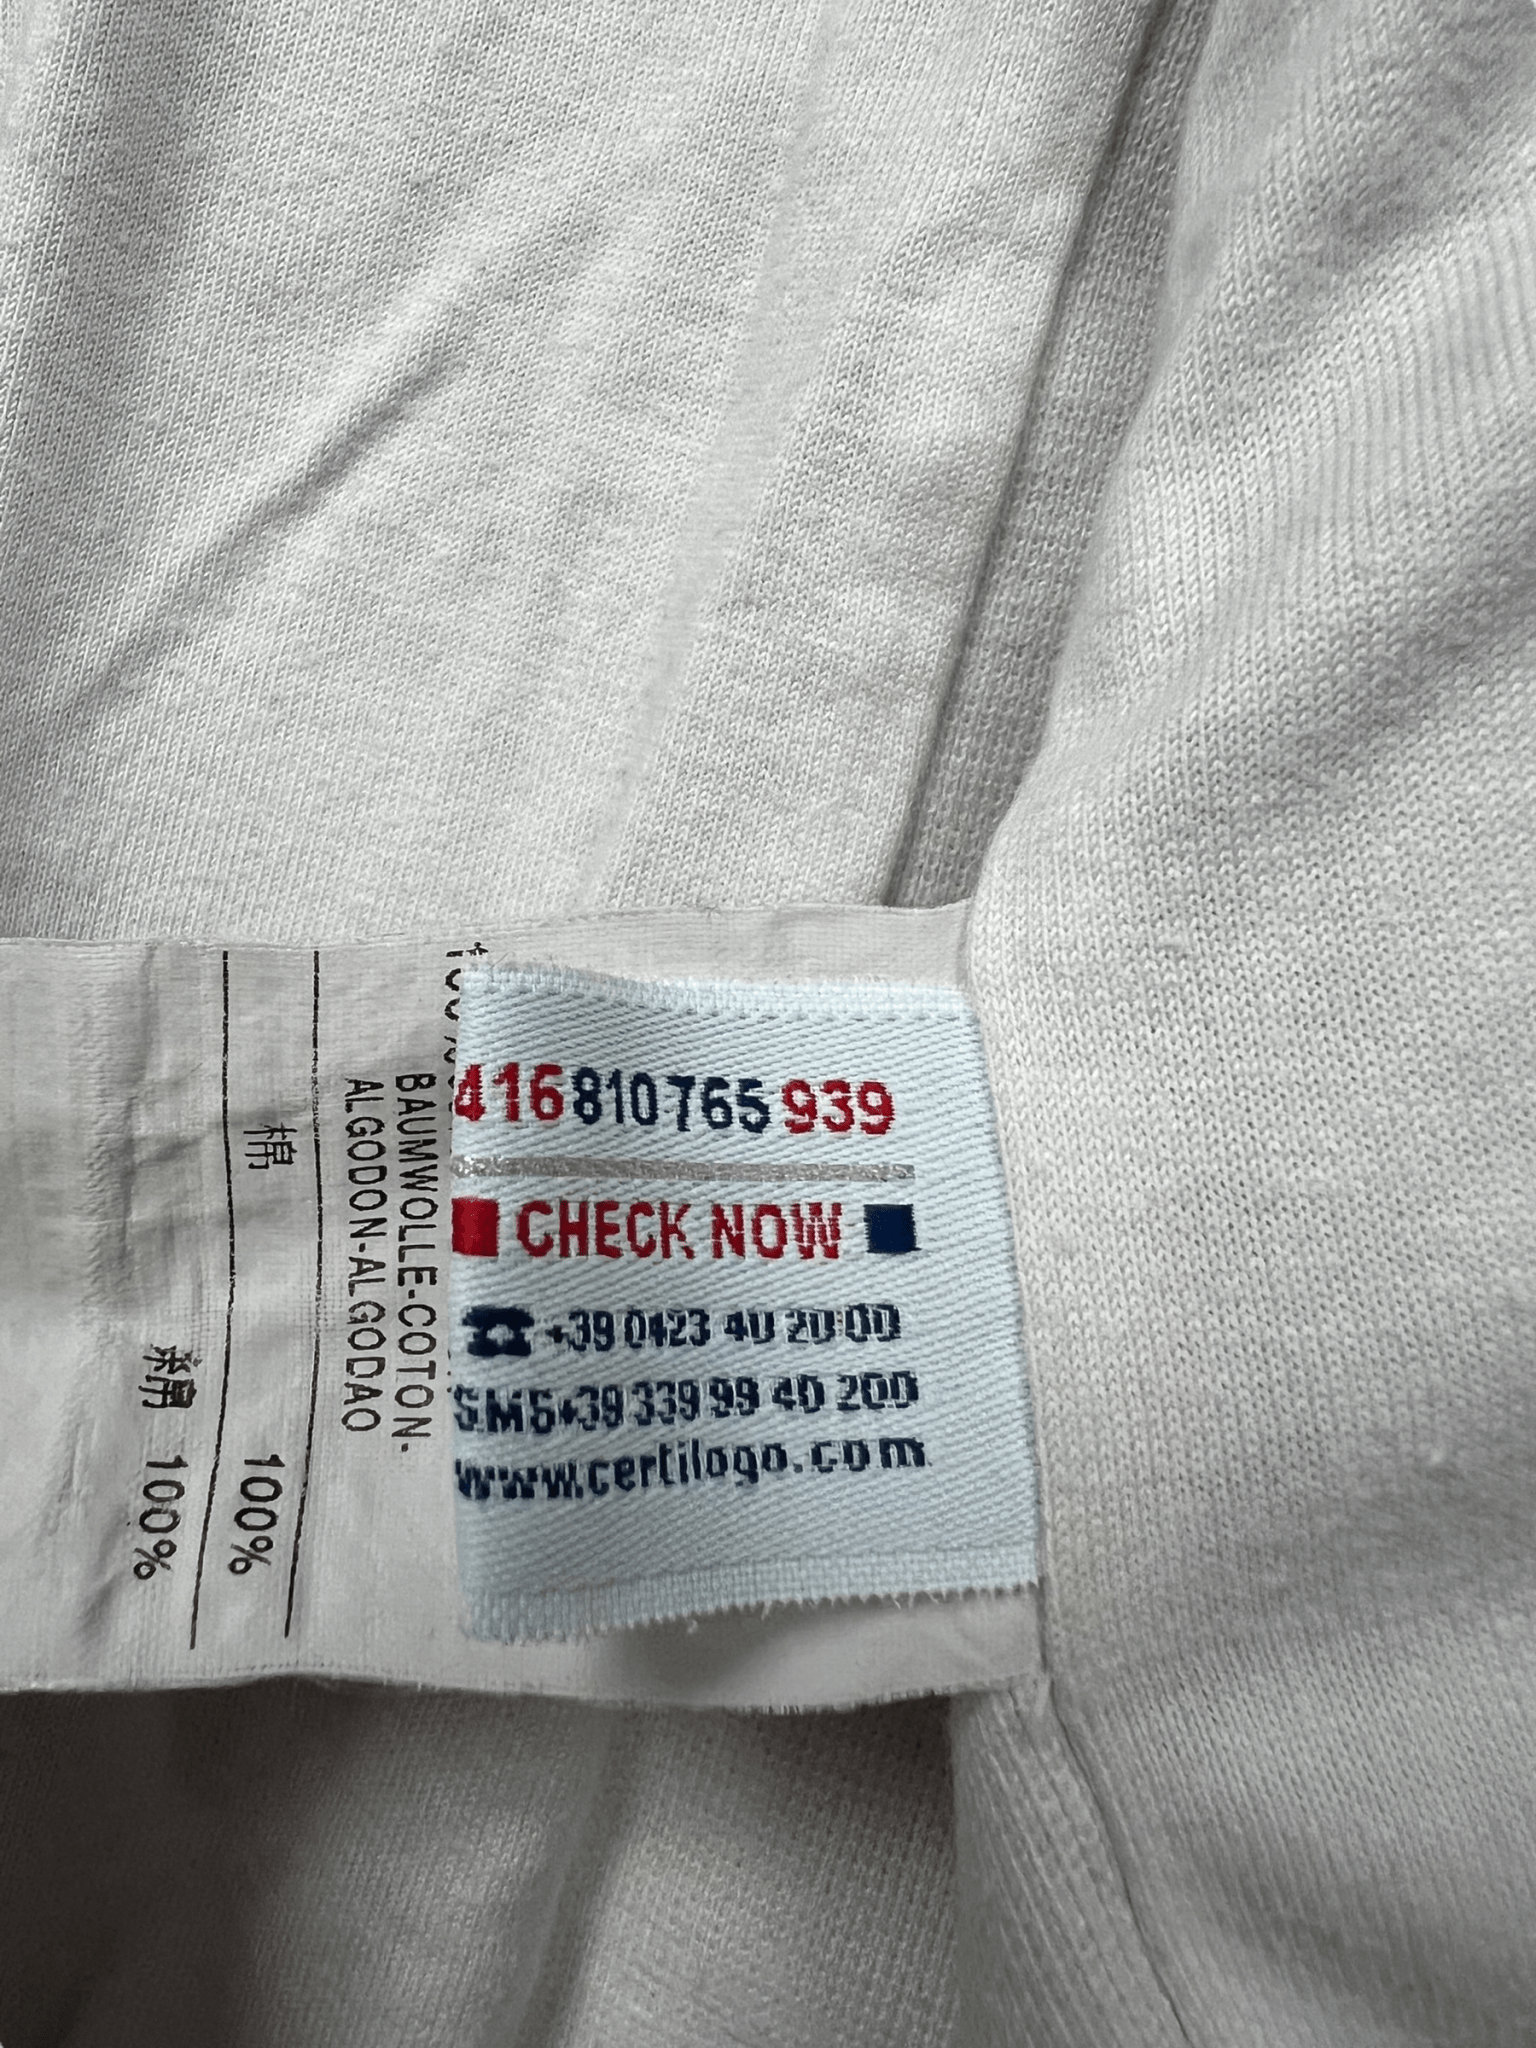 416810765939
CHECK NOW
+39 0423 40 20 00
SMS+39 339 99 40 200
www.certilogo.com
BAUMWOLLE-COTON-
ALGODON-ALGODAO
棉 100%
綿 100%